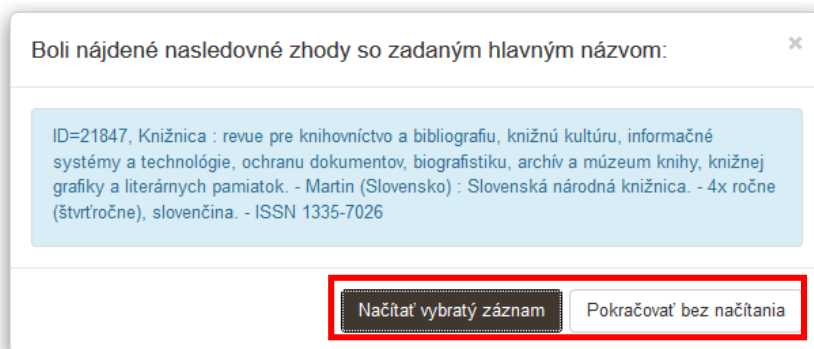 Boli nájdené nasledovné zhody so zadaným hlavným názvom:
×
ID=21847, Knižnica : revue pre knihovníctvo a bibliografiu, knižnú kultúru, informačné
systémy a technológie, ochranu dokumentov, biografistiku, archív a múzeum knihy, knižnej
grafiky a literárnych pamiatok. - Martin (Slovensko) : Slovenská národná knižnica. - 4x ročne
(štvrťročne), slovenčina. - ISSN 1335-7026
Načítať vybratý záznam Pokračovať bez načítania